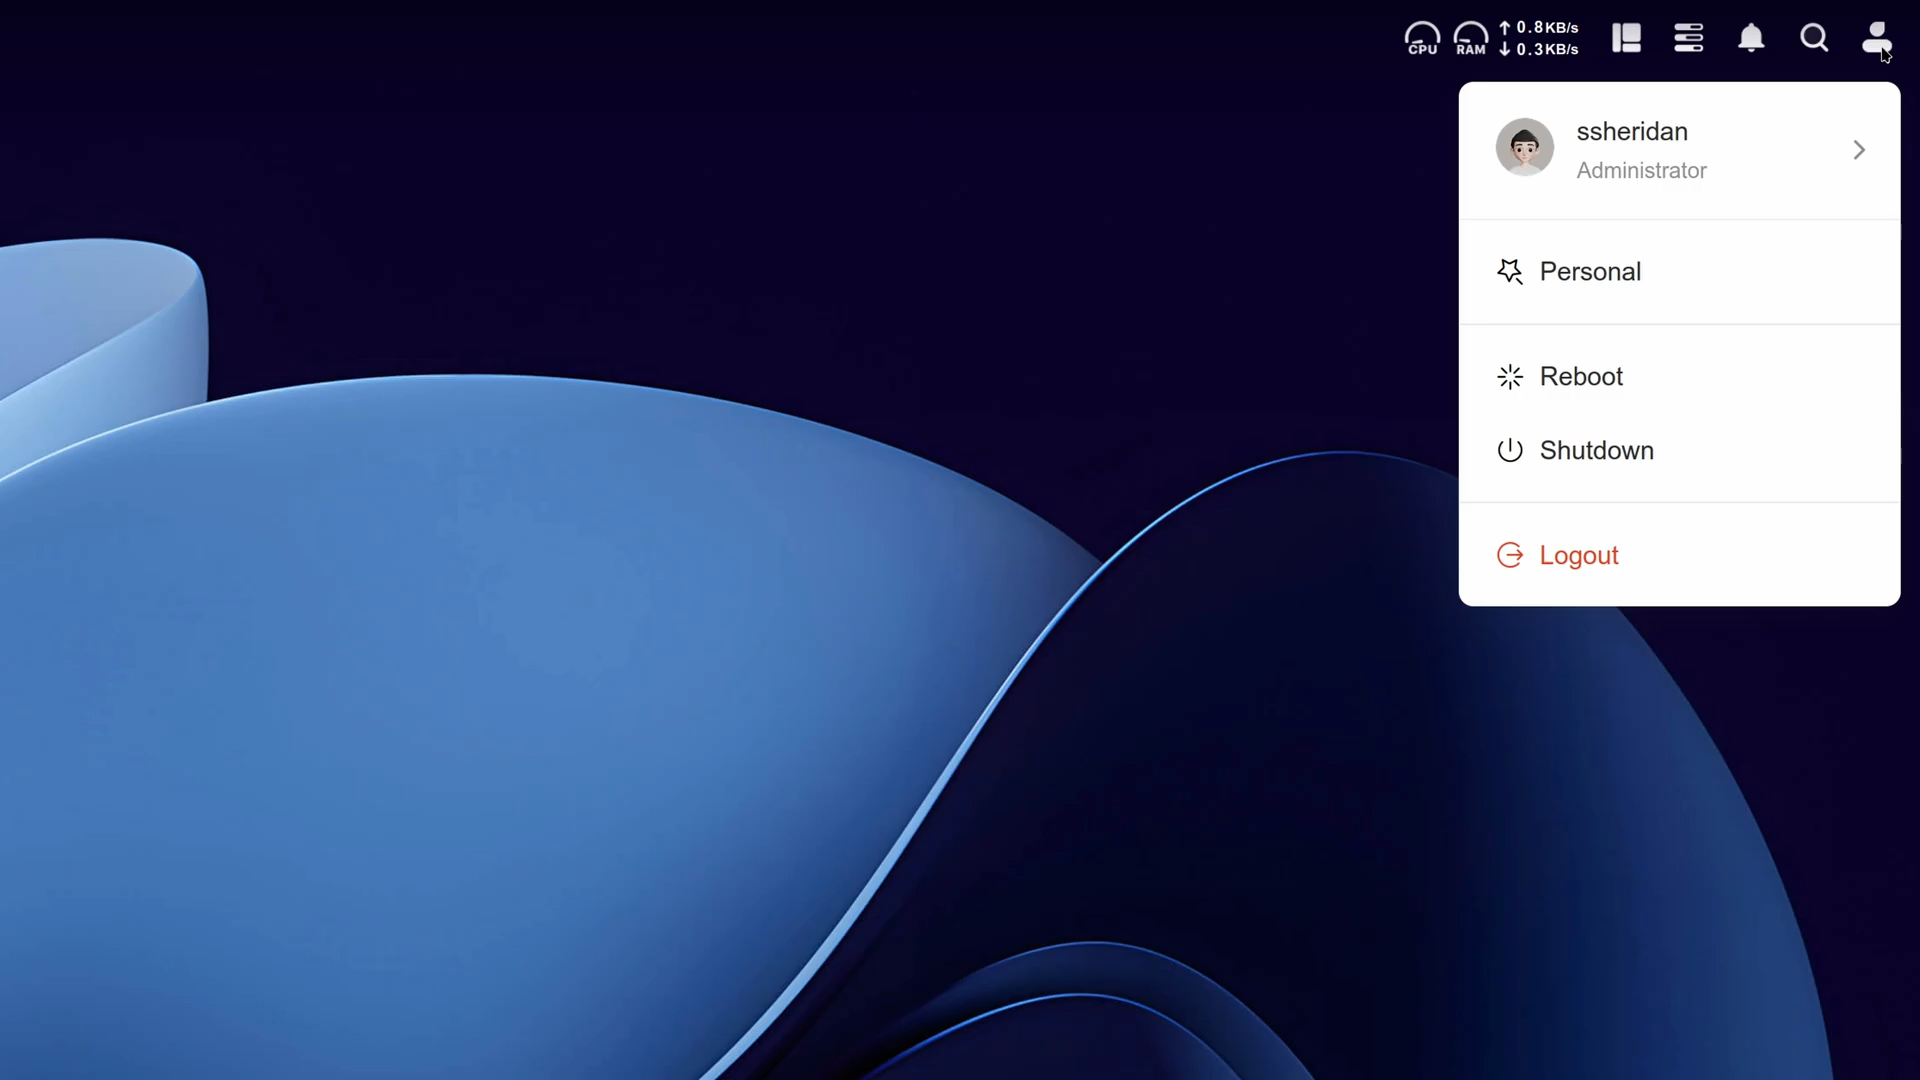 CPU
RAM
↑ 0.8KB/s
↓ 0.3KB/s
ssheridan
Administrator
Personal
Reboot
Shutdown
Logout